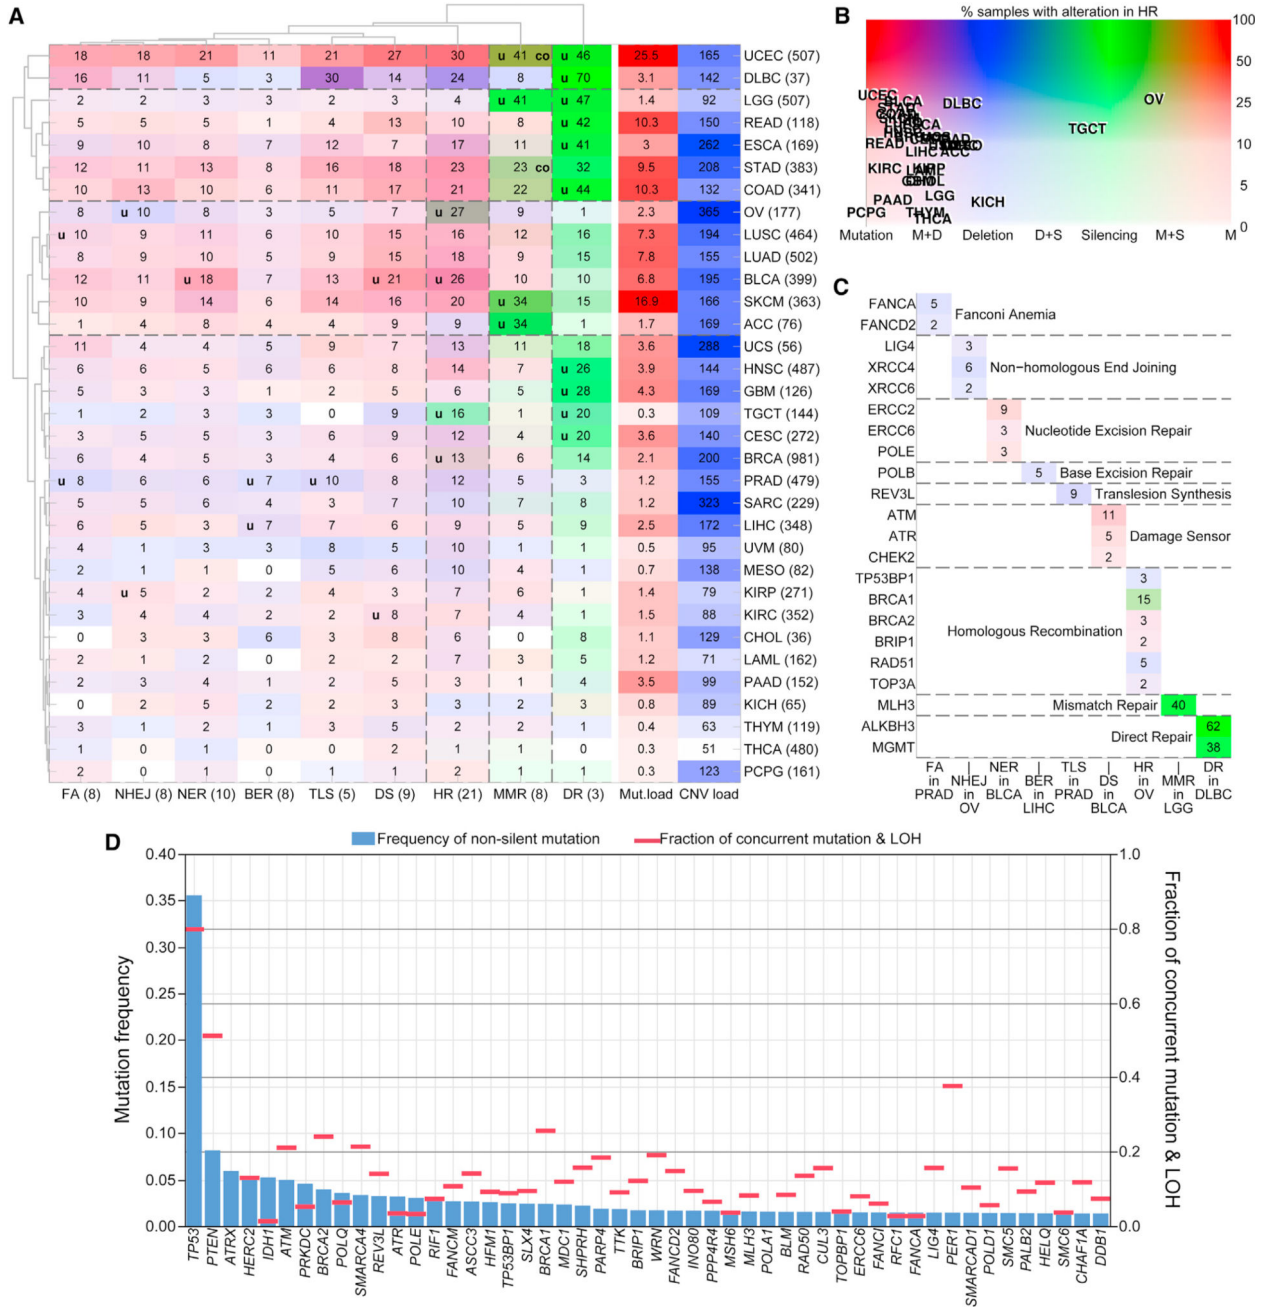 A
18 18 21 11 21 27 30 u 41 co u 46 25.5 165 UCEC (507)
16 11 5 3 30 14 24 8 u 70 3.1 142 DLBC (37)
2 2 3 3 2 3 4 u 41 u 47 1.4 92 LGG (507)
5 5 5 1 4 13 10 8 u 42 10.3 150 READ (118)
9 10 8 7 12 7 17 11 u 41 3 262 ESCA (169)
12 11 13 8 16 18 23 23 co 32 9.5 208 STAD (383)
10 13 10 6 11 17 21 22 u 44 10.3 132 COAD (341)
8 u 10 8 3 5 7 u 27 9 1 2.3 365 OV (177)
u 10 9 11 6 10 15 16 12 16 7.3 194 LUSC (464)
8 9 10 5 9 15 18 9 15 7.8 155 LUAD (502)
12 11 u 18 7 13 u 21 u 26 10 10 6.8 195 BLCA (399)
10 9 14 6 14 16 20 u 34 15 16.9 166 SKCM (363)
1 4 8 4 4 9 9 u 34 1 1.7 169 ACC (76)
11 4 4 5 9 7 13 11 18 3.6 288 UCS (56)
6 6 5 6 6 8 14 7 u 26 3.9 144 HNSC (487)
5 3 3 1 2 5 6 5 u 28 4.3 169 GBM (126)
1 2 3 3 0 9 u 16 1 u 20 0.3 109 TGCT (144)
3 5 5 3 6 9 12 4 u 20 3.6 140 CESC (272)
6 4 5 3 4 6 u 13 6 14 2.1 200 BRCA (981)
u 8 6 6 u 7 u 10 8 12 5 3 1.2 155 PRAD (479)
5 5 6 4 3 7 10 7 8 1.2 323 SARC (229)
6 5 3 u 7 7 6 9 5 9 2.5 172 LIHC (348)
4 1 3 3 8 5 10 1 1 0.5 95 UVM (80)
2 1 1 0 5 6 10 4 1 0.7 138 MESO (82)
4 u 5 2 2 4 3 7 6 1 1.4 79 KIRP (271)
3 4 4 2 2 u 8 7 4 1 1.5 88 KIRC (352)
0 3 3 6 3 8 6 0 8 1.1 129 CHOL (36)
2 1 2 0 2 2 7 3 5 1.2 71 LAML (162)
2 3 4 1 2 5 3 1 4 3.5 99 PAAD (152)
0 2 5 2 2 3 3 2 3 0.8 89 KICH (65)
3 1 2 1 3 5 2 2 1 0.4 63 THYM (119)
1 0 1 0 0 2 1 1 0 0.3 51 THCA (480)
2 0 1 0 1 1 2 1 1 0.3 123 PCPG (161)
FA (8) NHEJ (8) NER (10) BER (8) TLS (5) DS (9) HR (21) MMR (8) DR (3) Mut.load CNV load
B
% samples with alteration in HR
100
50
25
10
5
0
UCEC
BLCA
DLBC
OV
TGCT
READ
LIHC
ACC
KIRC
KIRP
LAML
LGG
PAAD
KICH
PCPG
THYM
THCA
Mutation M+D Deletion D+S Silencing M+S M
C
FANCA 5
FANCD2 2
Fanconi Anemia
LIG4 3
XRCC4 6
XRCC6 2
Non-homologous End Joining
ERCC2 9
ERCC6 3
POLE 3
Nucleotide Excision Repair
POLB 5 Base Excision Repair
REV3L 9 Translesion Synthesis
ATM 11
ATR 5
CHEK2 2
Damage Sensor
TP53BP1 3
BRCA1 15
BRCA2 3
BRIP1 2
RAD51 5
TOP3A 2
Homologous Recombination
MLH3 Mismatch Repair 40
ALKBH3 62
MGMT 38
Direct Repair
FA in PRAD
NHEJ in OV
NER in BLCA
BER in LIHC
TLS in PRAD
DS in BLCA
HR in OV
MMR in LGG
DR in DLBC
D
Frequency of non-silent mutation
Fraction of concurrent mutation & LOH
Mutation frequency
0.40
0.35
0.30
0.25
0.20
0.15
0.10
0.05
0.00
1.0
0.8
0.6
0.4
0.2
0.0
Fraction of concurrent mutation & LOH
TP53
PTEN
ATRX
HERC2
IDH1
ATM
PRKDC
BRCA2
POLQ
SMARCA4
REV3L
ATR
POLE
RIF1
FANCM
ASCC3
HFM1
TP53BP1
SLX4
BRCA1
MDC1
SHPRH
PARP4
TTK
BRIP1
WRN
FANCD2
INO80
PPP4R4
MSH6
MLH3
POLA1
BLM
RAD50
CUL3
TOPBP1
ERCC6
FANCI
RFC1
FANCA
LIG4
PER1
SMARCAD1
POLD1
SMC5
PALB2
HELQ
SMC6
CHAF1A
DDB1